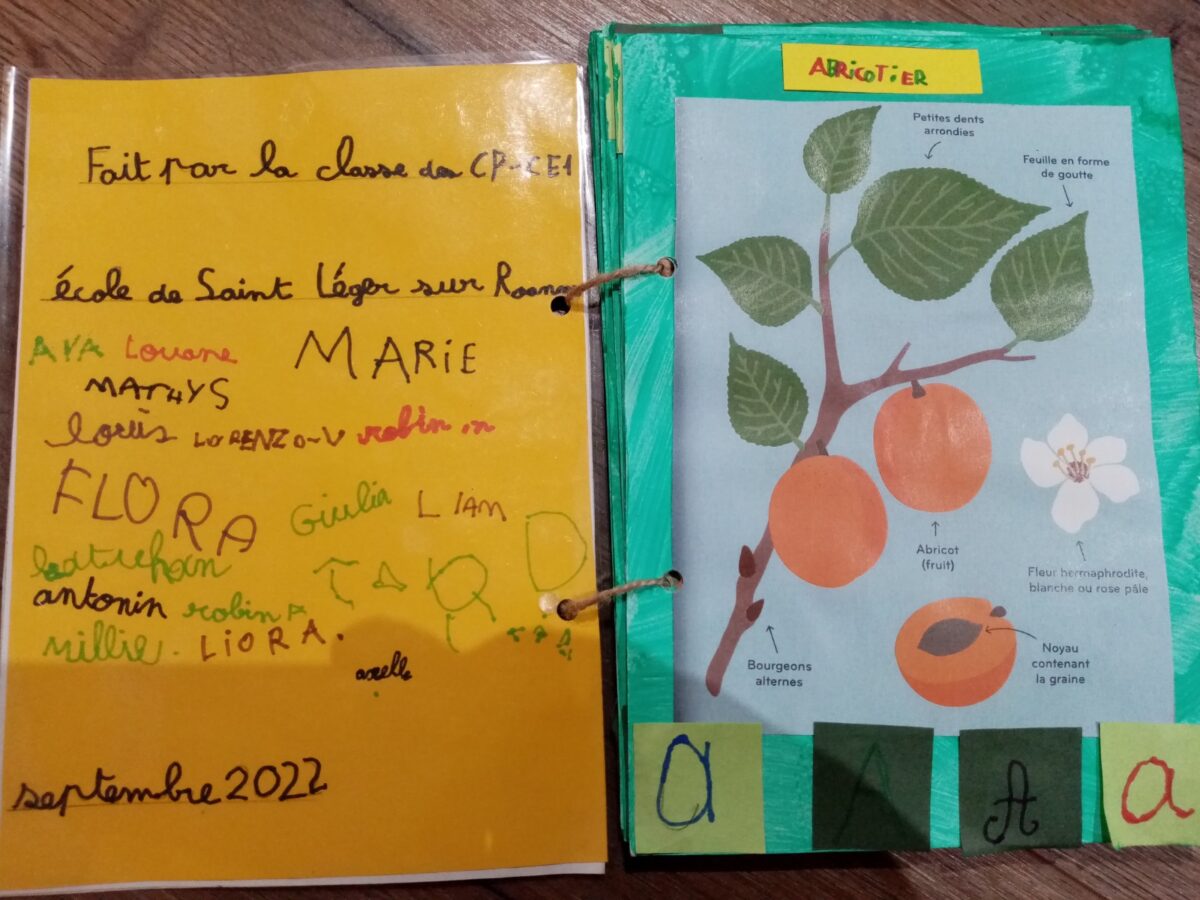 Fait par la classe des CP-CE1
école de Saint Léger sur Roanne
AYA Louane MARIE
MATHYS
louis LORENZO-V robin.m
FLORA
Giulia LIAM
antonin robin A
millie. LIORA.
axelle
septembre 2022
ABRICOTIER
Petites dents
arrondies
Feuille en forme
de goutte
Abricot
(fruit)
Fleur hermaphrodite,
blanche ou rose pâle
Noyau
contenant
la graine
Bourgeons
alternes
a A A a